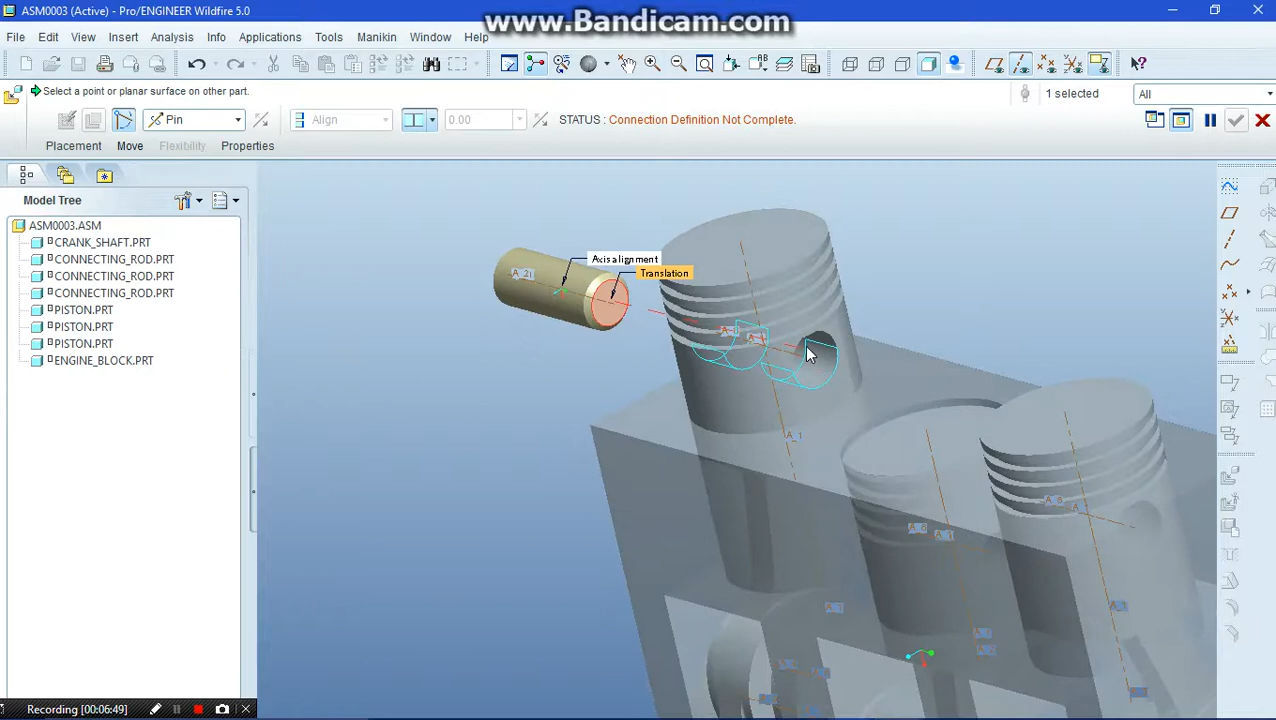 ASM0003 (Active) - Pro/ENGINEER Wildfire 5.0
www.Bandicam.com
File Edit View Insert Analysis Info Applications Tools Manikin Window Help
Select a point or planar surface on other part.
1 selected
All
Pin
Align
0.00
STATUS : Connection Definition Not Complete.
Placement Move Flexibility Properties
Model Tree
ASM0003.ASM
CRANK_SHAFT.PRT
CONNECTING_ROD.PRT
CONNECTING_ROD.PRT
CONNECTING_ROD.PRT
PISTON.PRT
PISTON.PRT
PISTON.PRT
ENGINE_BLOCK.PRT
Axis alignment
Translation
A_1
Recording [00:06:49]